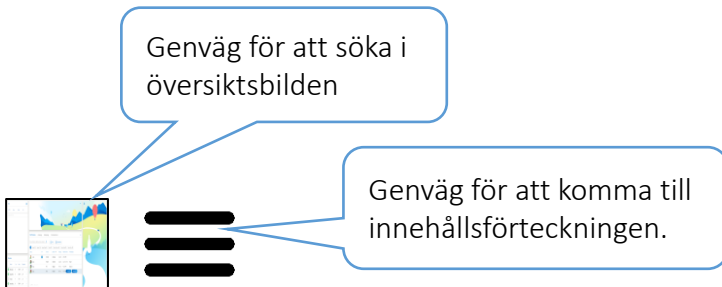 Genväg för att söka i
översiktsbilden
Genväg för att komma till
innehållsförteckningen.